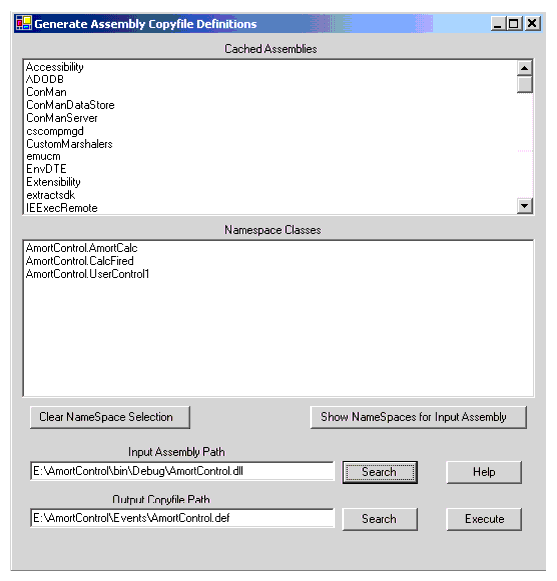 Generate Assembly Copyfile Definitions
Cached Assemblies
Accessibility
ADODB
ConMan
ConManDataStore
ConManServer
cscompmgd
CustomMarshalers
emucm
EnvDTE
Extensibility
extractsdk
IEExecRemote
Namespace Classes
AmortControl.AmortCalc
AmortControl.CalcFired
AmortControl.UserControl1
Clear NameSpace Selection
Show NameSpaces for Input Assembly
Input Assembly Path
E:\AmortControl\bin\Debug\AmortControl.dll
Search
Help
Output Copyfile Path
E:\AmortControl\Events\AmortControl.def
Search
Execute